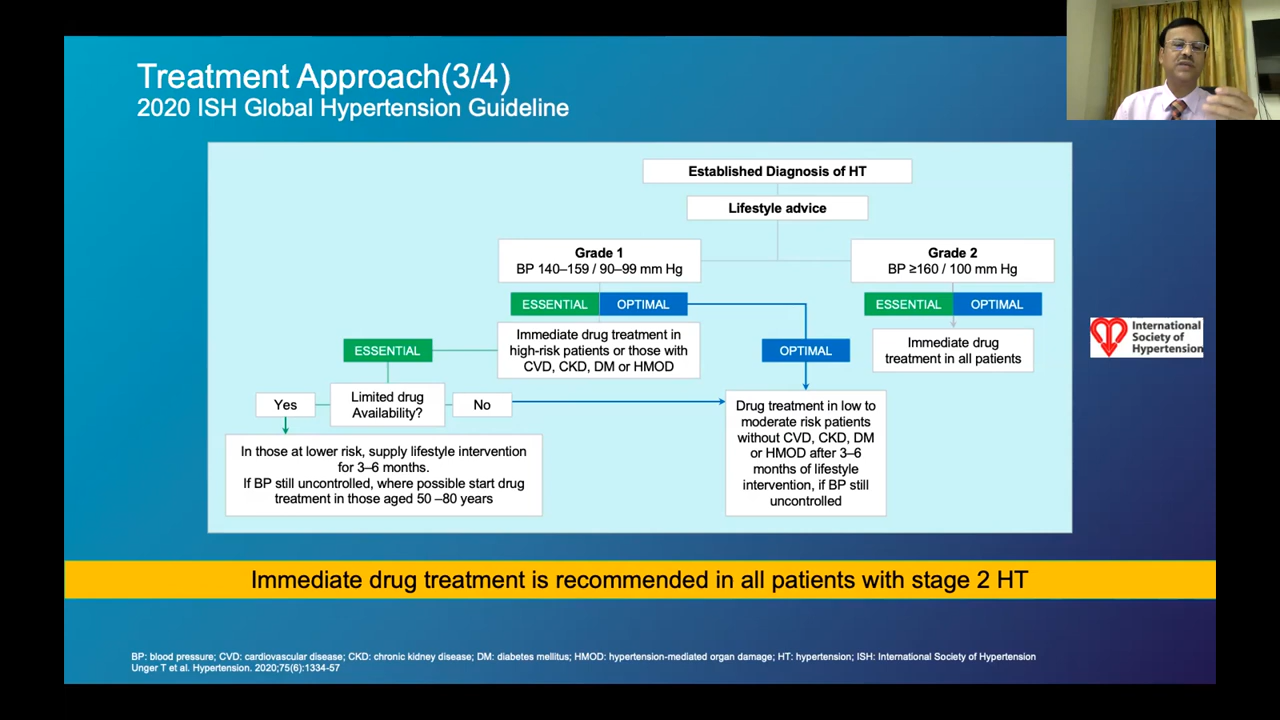 Treatment Approach(3/4)
2020 ISH Global Hypertension Guideline
Established Diagnosis of HT
Lifestyle advice
Grade 1
BP 140–159 / 90–99 mm Hg
Grade 2
BP ≥160 / 100 mm Hg
ESSENTIAL
OPTIMAL
ESSENTIAL
OPTIMAL
Immediate drug treatment in
high-risk patients or those with
CVD, CKD, DM or HMOD
Immediate drug
treatment in all patients
ESSENTIAL
OPTIMAL
Limited drug
Availability?
Yes
No
In those at lower risk, supply lifestyle intervention
for 3–6 months.
If BP still uncontrolled, where possible start drug
treatment in those aged 50 –80 years
Drug treatment in low to
moderate risk patients
without CVD, CKD, DM
or HMOD after 3–6
months of lifestyle
intervention, if BP still
uncontrolled
International
Society of
Hypertension
Immediate drug treatment is recommended in all patients with stage 2 HT
BP: blood pressure; CVD: cardiovascular disease; CKD: chronic kidney disease; DM: diabetes mellitus; HMOD: hypertension-mediated organ damage; HT: hypertension; ISH: International Society of Hypertension
Unger T et al. Hypertension. 2020;75(6):1334-57